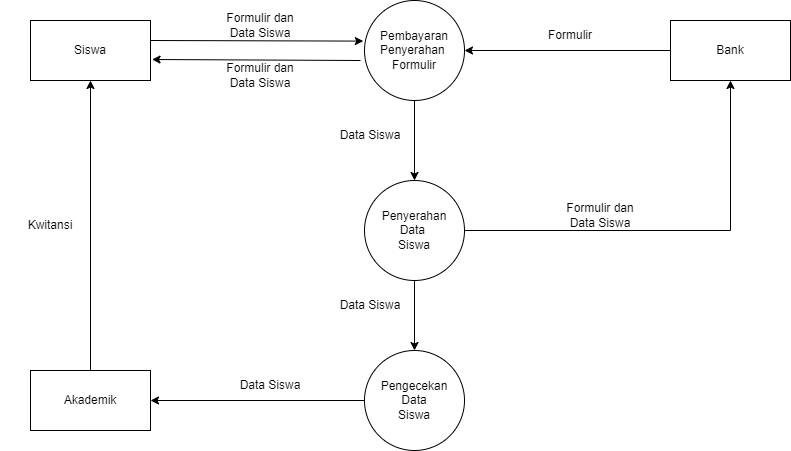 Formulir dan
Data Siswa
Siswa
Pembayaran
Penyerahan
Formulir
Formulir
Bank
Formulir dan
Data Siswa
Data Siswa
Kwitansi
Penyerahan
Data
Siswa
Formulir dan
Data Siswa
Data Siswa
Akademik
Data Siswa
Pengecekan
Data
Siswa